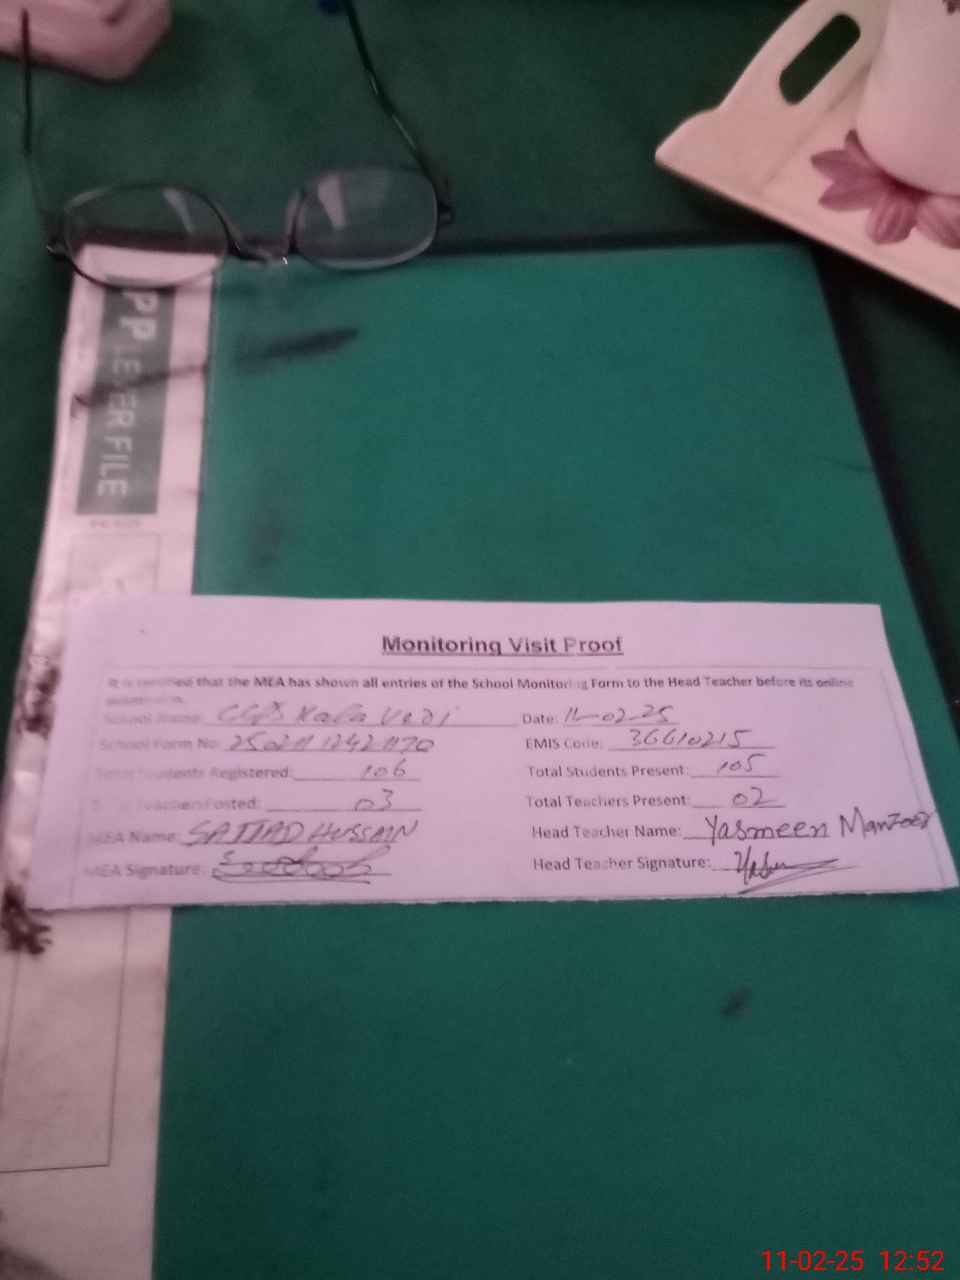 PP LEVER FILE
Monitoring Visit Proof
It is certified that the MEA has shown all entries of the School Monitoring Form to the Head Teacher before its online
School Name: Date: 11-02-25
School Form No: EMIS Code: 36610215
Total Students Registered: 106 Total Students Present: 105
Teachers Posted: 03 Total Teachers Present: 02
MEA Name: SAJJAD HUSSAIN Head Teacher Name: Yasmeen Manzoor
MEA Signature: Head Teacher Signature:
11-02-25 12:52